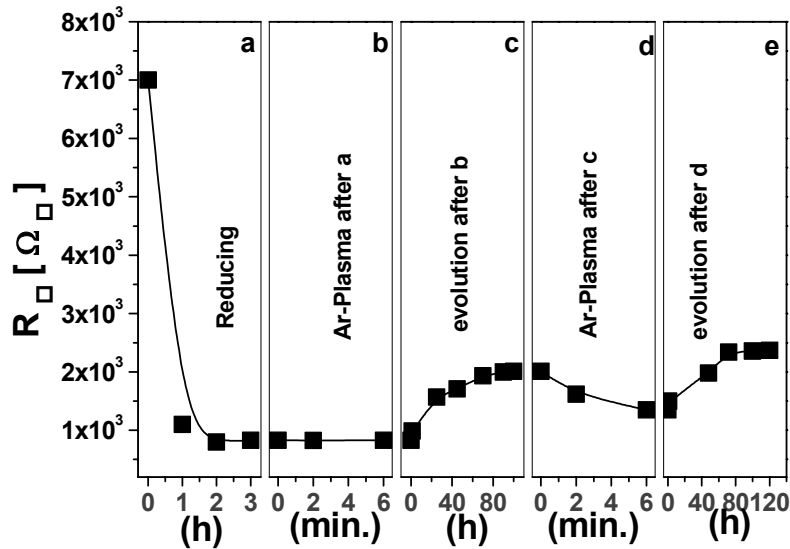 8x10³
7x10³
6x10³
5x10³
4x10³
3x10³
2x10³
1x10³
R□ [Ω□]
a
b
c
d
e
Reducing
Ar-Plasma after a
evolution after b
Ar-Plasma after c
evolution after d
0 1 2 3
0 2 4 6
0 40 80
0 2 4 6
0 40 80 120
(h)
(min.)
(h)
(min.)
(h)